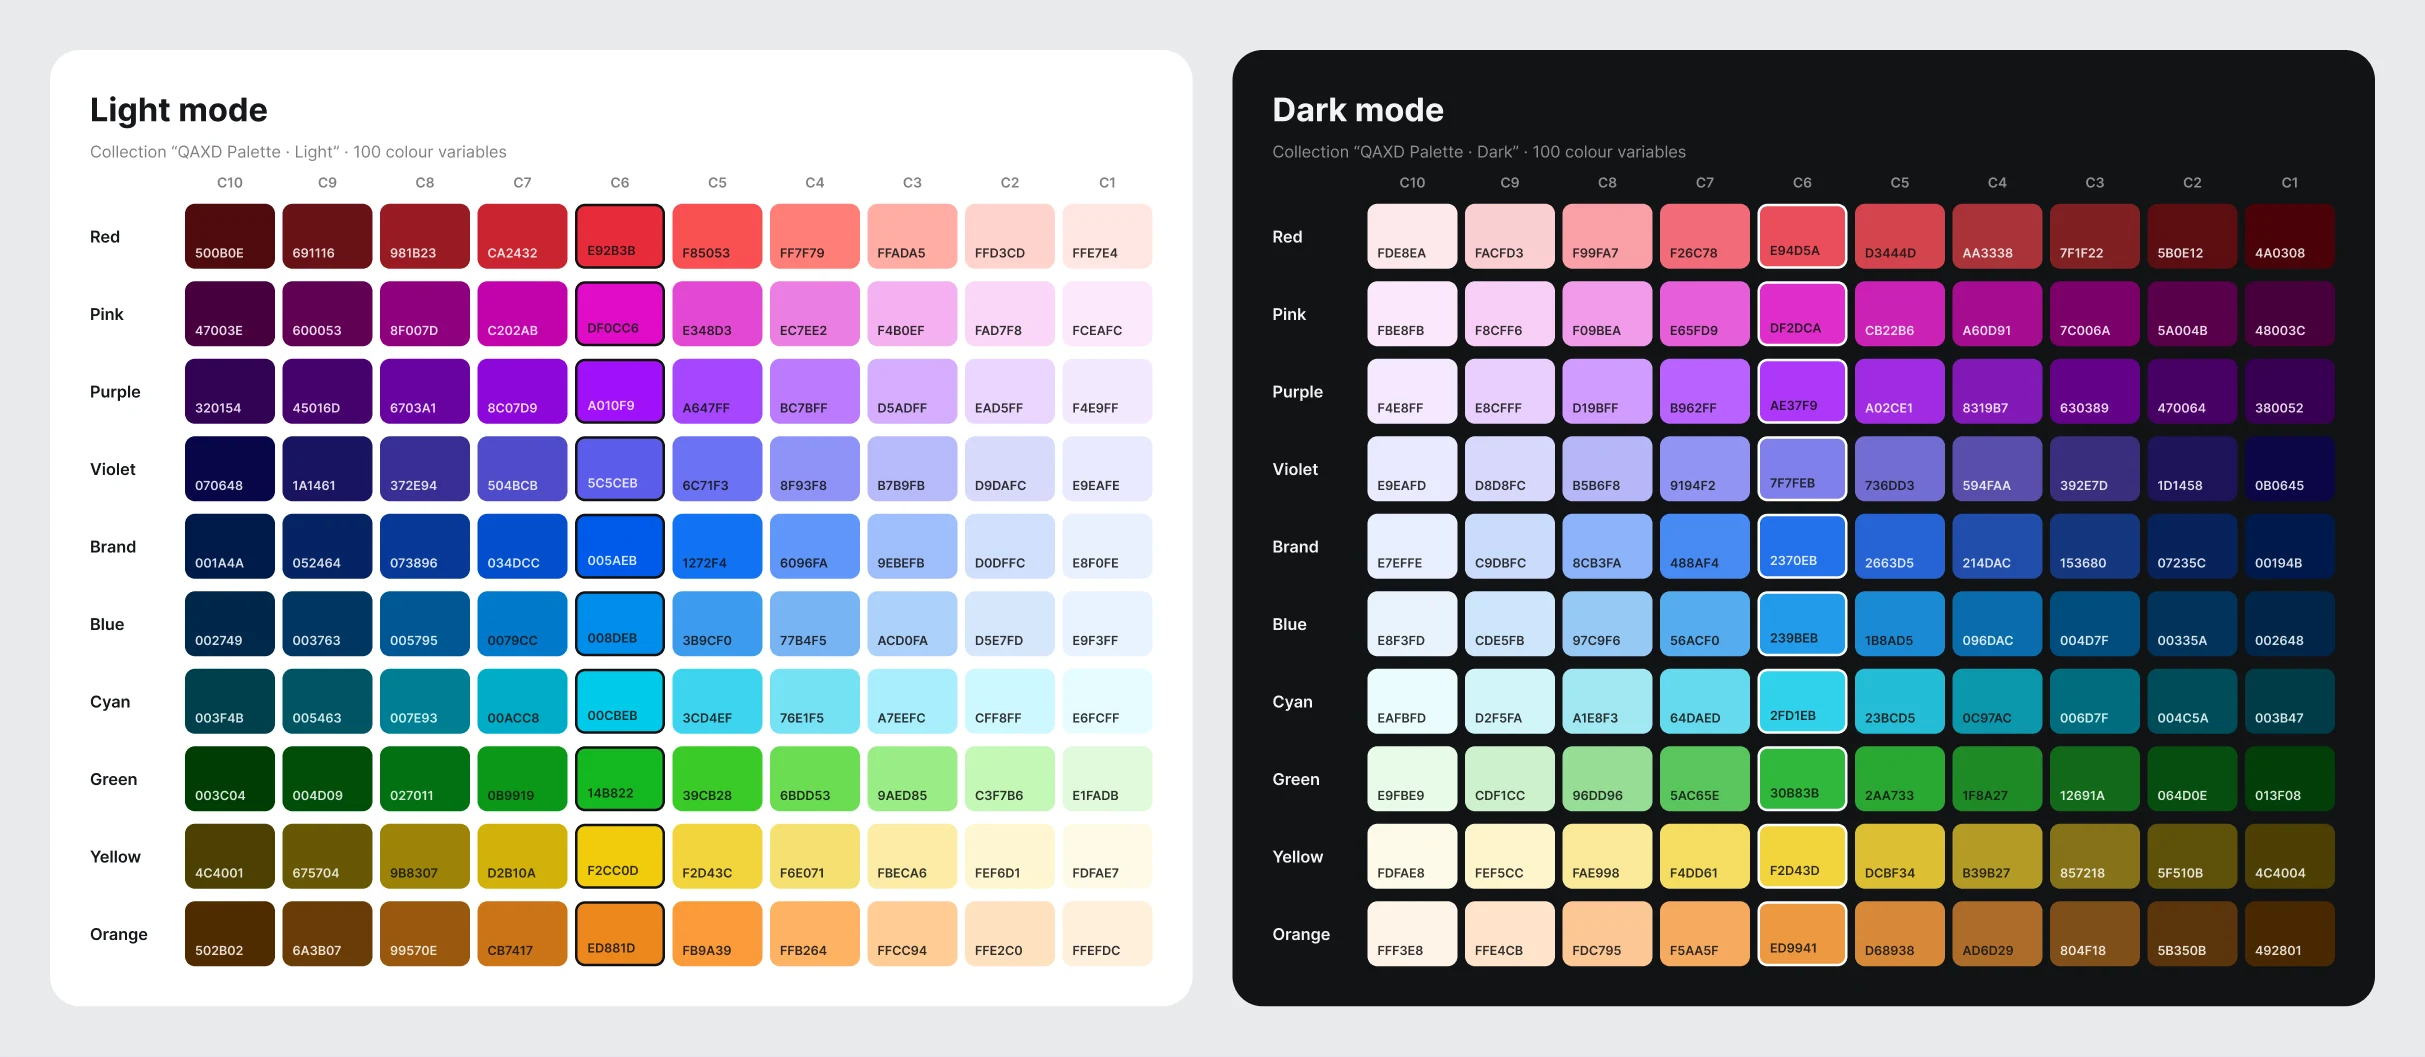 Light mode
Collection “QAXD Palette · Light” · 100 colour variables
C10 C9 C8 C7 C6 C5 C4 C3 C2 C1
Red 500B0E 691116 981B23 CA2432 E92B3B F85053 FF7F79 FFADA5 FFD3CD FFE7E4
Pink 47003E 600053 8F007D C202AB DF0CC6 E348D3 EC7EE2 F4B0EF FAD7F8 FCEAFC
Purple 320154 45016D 6703A1 8C07D9 A010F9 A647FF BC7BFF D5ADFF EAD5FF F4E9FF
Violet 070648 1A1461 372E94 504BCB 5C5CEB 6C71F3 8F93F8 B7B9FB D9DAFC E9EAFE
Brand 001A4A 052464 073896 034DCC 005AEB 1272F4 6096FA 9EBEFB D0DFFC E8F0FE
Blue 002749 003763 005795 0079CC 008DEB 3B9CF0 77B4F5 ACD0FA D5E7FD E9F3FF
Cyan 003F4B 005463 007E93 00ACC8 00CBEB 3CD4EF 76E1F5 A7EEFC CFF8FF E6FCFF
Green 003C04 004D09 027011 0B9919 14B822 39CB28 6BDD53 9AED85 C3F7B6 E1FADB
Yellow 4C4001 675704 9B8307 D2B10A F2CC0D F2D43C F6E071 FBECA6 FEF6D1 FDFAE7
Orange 502B02 6A3B07 99570E CB7417 ED881D FB9A39 FFB264 FFCC94 FFE2C0 FFEFDC
Dark mode
Collection “QAXD Palette · Dark” · 100 colour variables
C10 C9 C8 C7 C6 C5 C4 C3 C2 C1
Red FDE8EA FACFD3 F99FA7 F26C78 E94D5A D3444D AA3338 7F1F22 5B0E12 4A0308
Pink FBE8FB F8CFF6 F09BEA E65FD9 DF2DCA CB22B6 A60D91 7C006A 5A004B 48003C
Purple F4E8FF E8CFFF D19BFF B962FF AE37F9 A02CE1 8319B7 630389 470064 380052
Violet E9EAFD D8D8FC B5B6F8 9194F2 7F7FEB 736DD3 594FAA 392E7D 1D1458 0B0645
Brand E7EFFE C9DBFC 8CB3FA 488AF4 2370EB 2663D5 214DAC 153680 07235C 00194B
Blue E8F3FD CDE5FB 97C9F6 56ACF0 239BEB 1B8AD5 096DAC 004D7F 00335A 002648
Cyan EAFBFD D2F5FA A1E8F3 64DAED 2FD1EB 23BCD5 0C97AC 006D7F 004C5A 003B47
Green E9FBE9 CDF1CC 96DD96 5AC65E 30B83B 2AA733 1F8A27 12691A 064D0E 013F08
Yellow FDFAE8 FEF5CC FAE998 F4DD61 F2D43D DCBF34 B39B27 857218 5F510B 4C4004
Orange FFF3E8 FFE4CB FDC795 F5AA5F ED9941 D68938 AD6D29 804F18 5B350B 492801